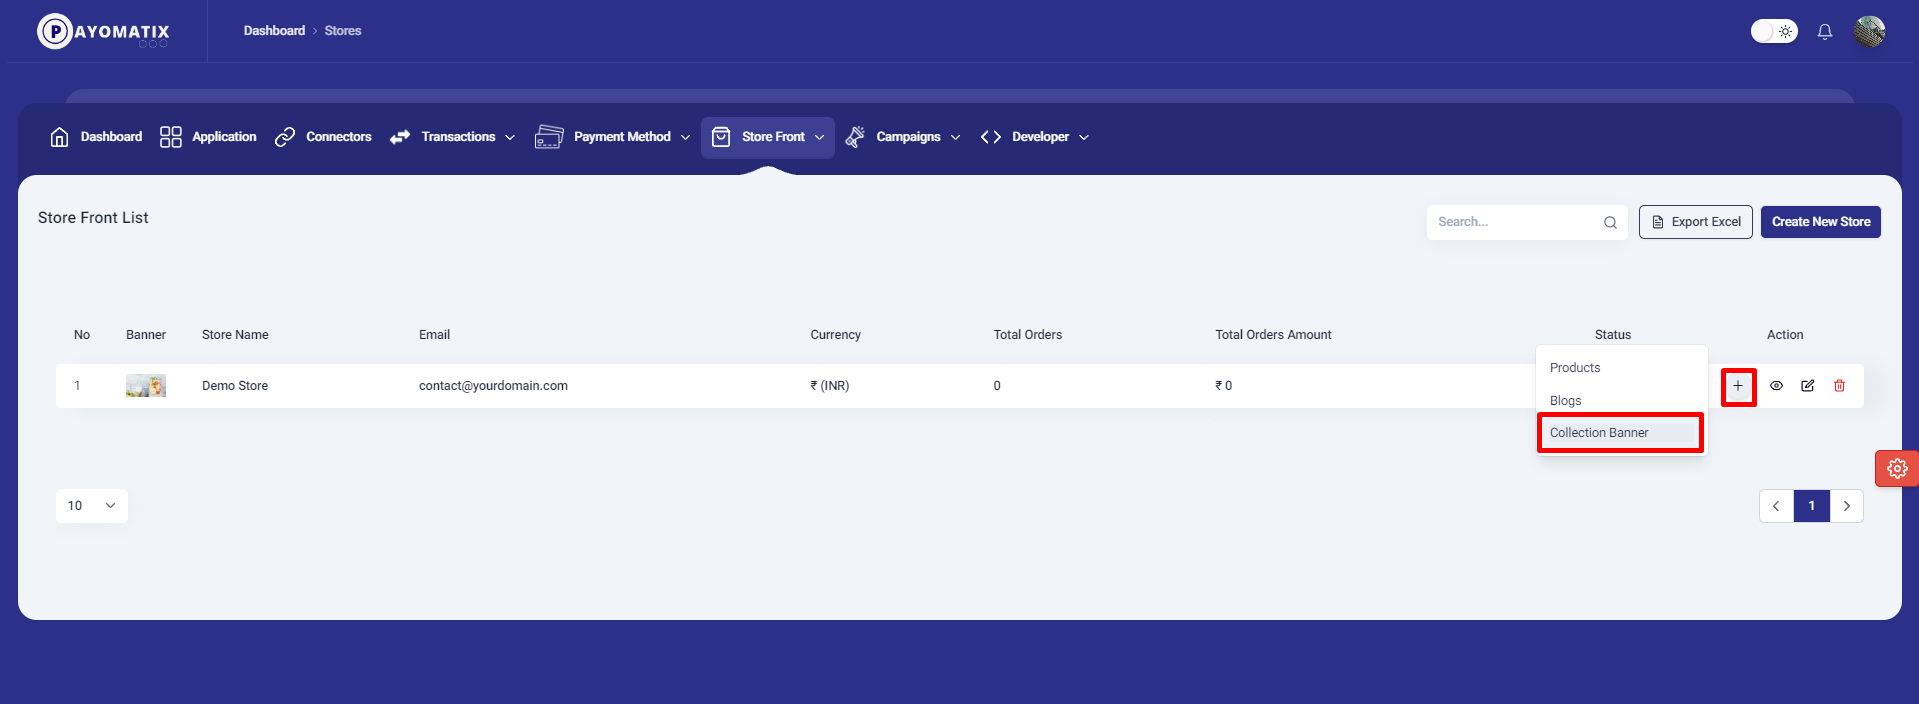 PAYOMATIX
Dashboard > Stores
Dashboard Application Connectors Transactions Payment Method Store Front Campaigns Developer
Store Front List
Search...
Export Excel
Create New Store
No Banner Store Name Email Currency Total Orders Total Orders Amount Status Action
1 Demo Store contact@yourdomain.com ₹ (INR) 0 ₹ 0
Products
Blogs
Collection Banner
10
1